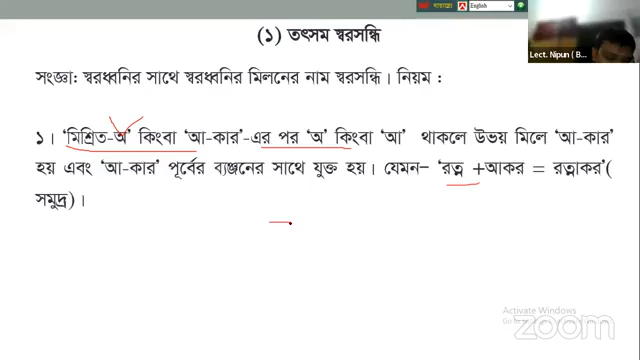 English
Lect. Nipun ( B
(১) তৎসম স্বরসন্ধি
সংজ্ঞা: স্বরধ্বনির সাথে স্বরধ্বনির মিলনের নাম স্বরসন্ধি। নিয়ম :
১। ‘মিশ্রিত-অ’ কিংবা ‘আ-কার’-এর পর ‘অ’ কিংবা ‘আ’ থাকলে উভয় মিলে ‘আ-কার’
হয় এবং ‘আ-কার’ পূর্বের ব্যঞ্জনের সাথে যুক্ত হয়। যেমন– ‘রত্ন +আকর = রত্নাকর’(
সমুদ্র)।
Activate Windows
zoom